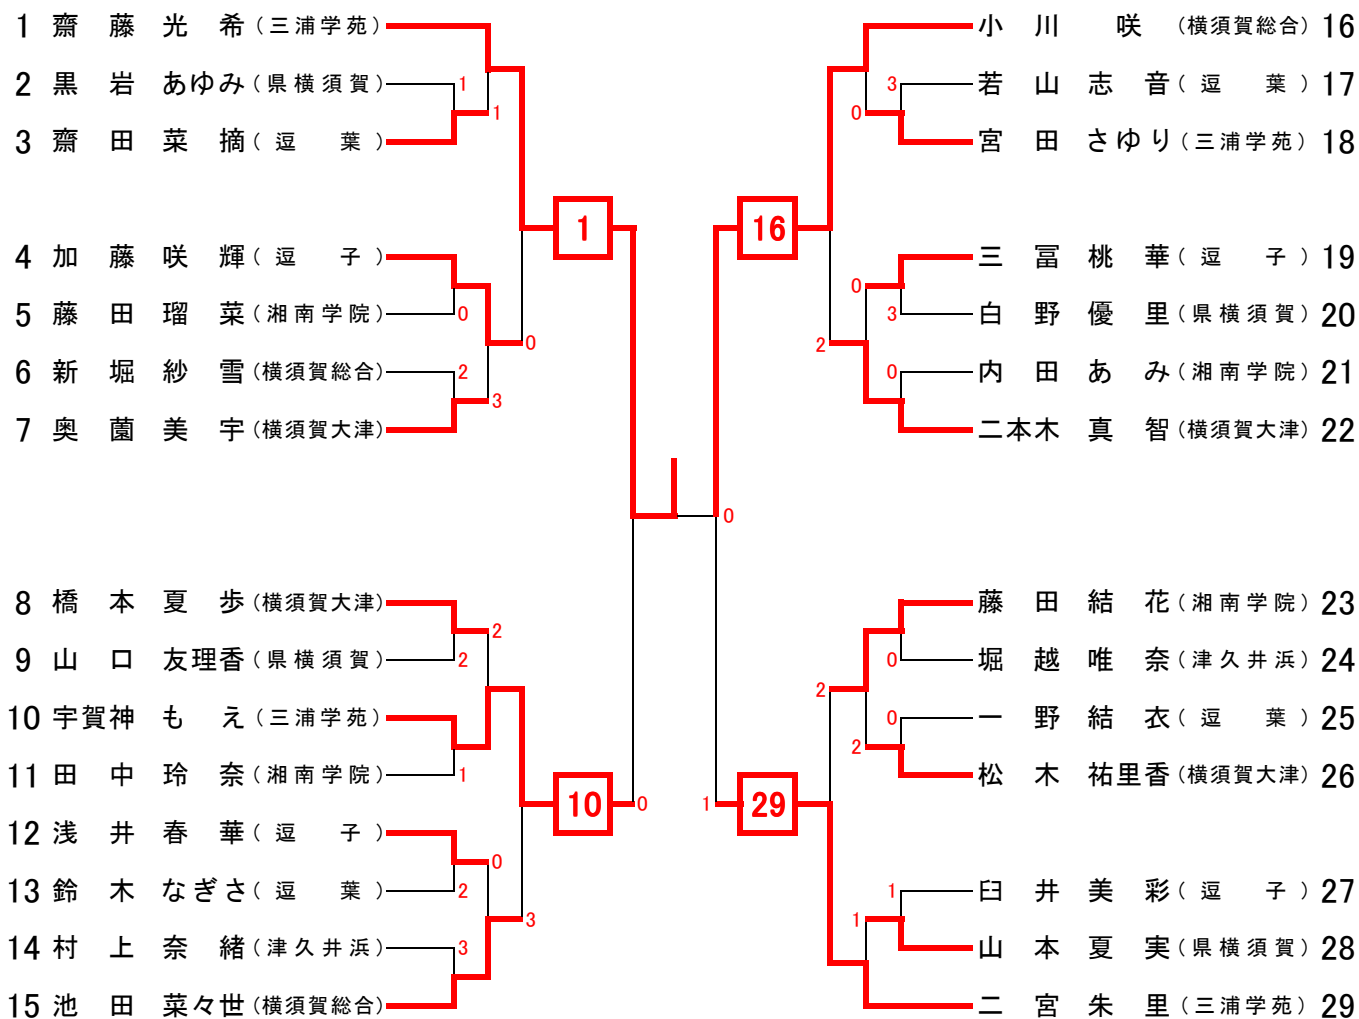 1 齋藤光希(三浦学苑)
2 黒岩あゆみ(県横須賀)
1
3 齋田菜摘(逗葉)
1
4 加藤咲輝(逗子)
5 藤田瑠菜(湘南学院)
0
6 新堀紗雪(横須賀総合)
2
7 奥薗美宇(横須賀大津)
3
0
1
8 橋本夏歩(横須賀大津)
2
9 山口友理香(県横須賀)
2
10 宇賀神もえ(三浦学苑)
11 田中玲奈(湘南学院)
1
12 浅井春華(逗子)
0
13 鈴木なぎさ(逗葉)
2
14 村上奈緒(津久井浜)
3
15 池田菜々世(横須賀総合)
3
10
0
小川咲(横須賀総合)16
3
若山志音(逗葉)17
0
宮田さゆり(三浦学苑)18
16
三冨桃華(逗子)19
0
3
白野優里(県横須賀)20
2
0
内田あみ(湘南学院)21
二本木真智(横須賀大津)22
0
藤田結花(湘南学院)23
0
堀越唯奈(津久井浜)24
2
0
一野結衣(逗葉)25
2
松木祐里香(横須賀大津)26
1
29
1
臼井美彩(逗子)27
1
山本夏実(県横須賀)28
二宮朱里(三浦学苑)29